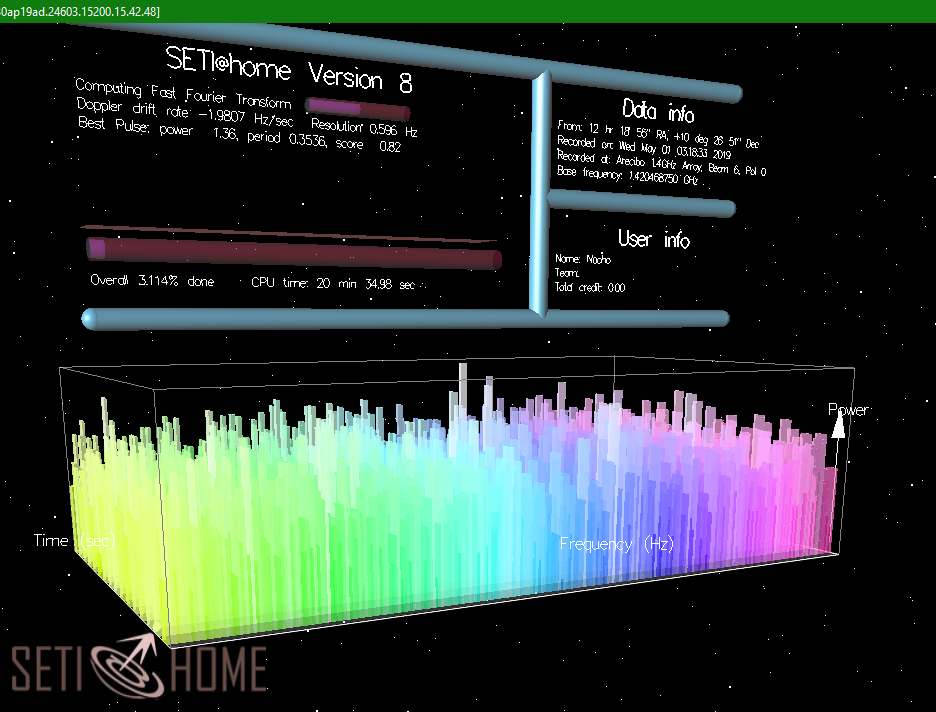 0ap19ad.24603.15200.15.42.48]
SETI@home Version 8
Computing Fast Fourier Transform
Doppler drift rate: -1.9807 Hz/sec Resolution: 0.596 Hz
Best Pulse: power 1.36, period 0.3536, score 0.82
Overall 3.114% done CPU time: 20 min 34.98 sec
Data info
From: 12 hr 18' 56" RA, +10 deg 26' 51" Dec
Recorded on: Wed May 01 03:18:33 2019
Recorded at: Arecibo 1.4GHz Array, Beam 6, Pol 0
Base frequency: 1.420468750 GHz
User info
Name: Nacho
Team:
Total credit: 0.00
Power
Time (sec)
Frequency (Hz)
SETI HOME